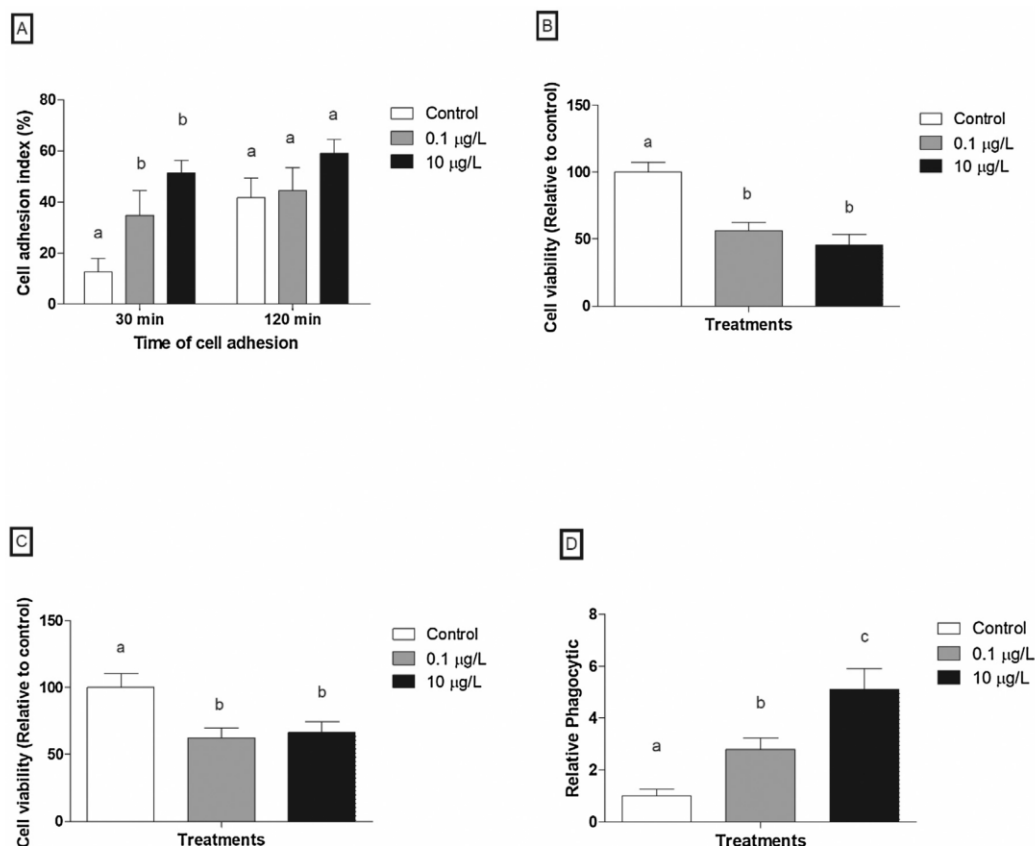 A
Cell adhesion index (%)
80
60
40
20
0
a
b
b
a
a
a
30 min
120 min
Time of cell adhesion
Control
0.1 µg/L
10 µg/L
B
Cell viability (Relative to control)
150
100
50
0
a
b
b
Treatments
Control
0.1 µg/L
10 µg/L
C
Cell viability (Relative to control)
150
100
50
0
a
b
b
Treatments
Control
0.1 µg/L
10 µg/L
D
Relative Phagocytic
8
6
4
2
0
a
b
c
Treatments
Control
0.1 µg/L
10 µg/L